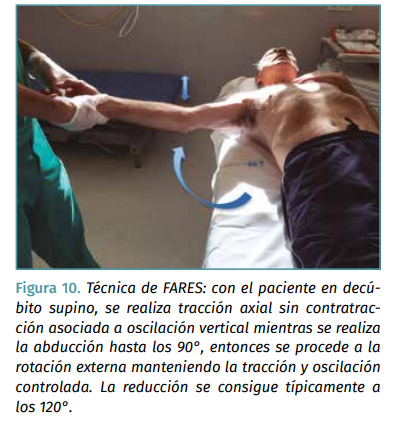 Figura 10. Técnica de FARES: con el paciente en decú-
bito supino, se realiza tracción axial sin contratrac-
ción asociada a oscilación vertical mientras se realiza
la abducción hasta los 90°, entonces se procede a la
rotación externa manteniendo la tracción y oscilación
controlada. La reducción se consigue típicamente a
los 120°.